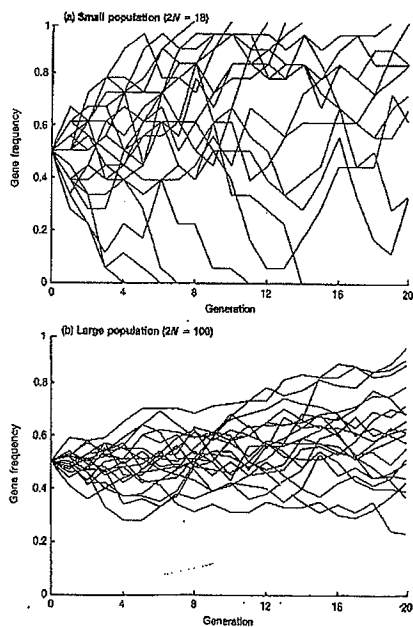 (a) Small population (2N = 18)
1
0.8
0.6
0.4
0.2
0
Gene frequency
0 4 8 12 16 20
Generation
(b) Large population (2N = 100)
1
0.8
0.6
0.4
0.2
0
Gene frequency
0 4 8 12 16 20
Generation